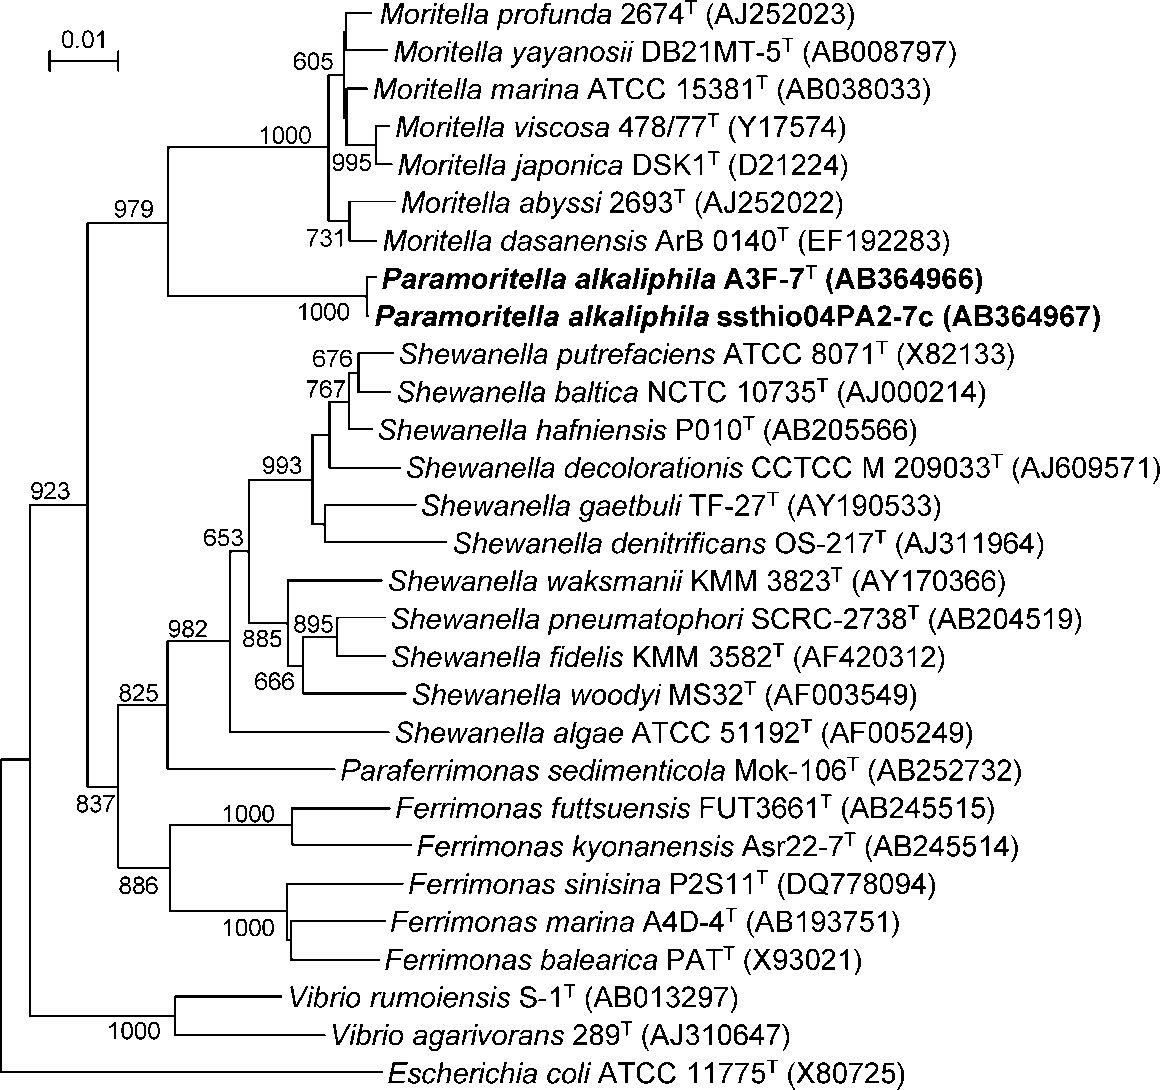 Moritella profunda 2674T (AJ252023)
0.01
Moritella yayanosii DB21MT-5T (AB008797)
605
Moritella marina ATCC 15381T (AB038033)
1000
Moritella viscosa 478/77T (Y17574)
995
Moritella japonica DSK1T (D21224)
979
Moritella abyssi 2693T (AJ252022)
731
Moritella dasanensis ArB 0140T (EF192283)
Paramoritella alkaliphila A3F-7T (AB364966)
1000
Paramoritella alkaliphila ssthio04PA2-7c (AB364967)
676
Shewanella putrefaciens ATCC 8071T (X82133)
767
Shewanella baltica NCTC 10735T (AJ000214)
Shewanella hafniensis P010T (AB205566)
993
Shewanella decolorationis CCTCC M 209033T (AJ609571)
923
Shewanella gaetbuli TF-27T (AY190533)
653
Shewanella denitrificans OS-217T (AJ311964)
Shewanella waksmanii KMM 3823T (AY170366)
982
885
895
Shewanella pneumatophori SCRC-2738T (AB204519)
Shewanella fidelis KMM 3582T (AF420312)
666
825
Shewanella woodyi MS32T (AF003549)
Shewanella algae ATCC 51192T (AF005249)
Paraferrimonas sedimenticola Mok-106T (AB252732)
837
1000
Ferrimonas futtsuensis FUT3661T (AB245515)
Ferrimonas kyonanensis Asr22-7T (AB245514)
886
Ferrimonas sinisina P2S11T (DQ778094)
1000
Ferrimonas marina A4D-4T (AB193751)
Ferrimonas balearica PATT (X93021)
Vibrio rumoiensis S-1T (AB013297)
1000
Vibrio agarivorans 289T (AJ310647)
Escherichia coli ATCC 11775T (X80725)